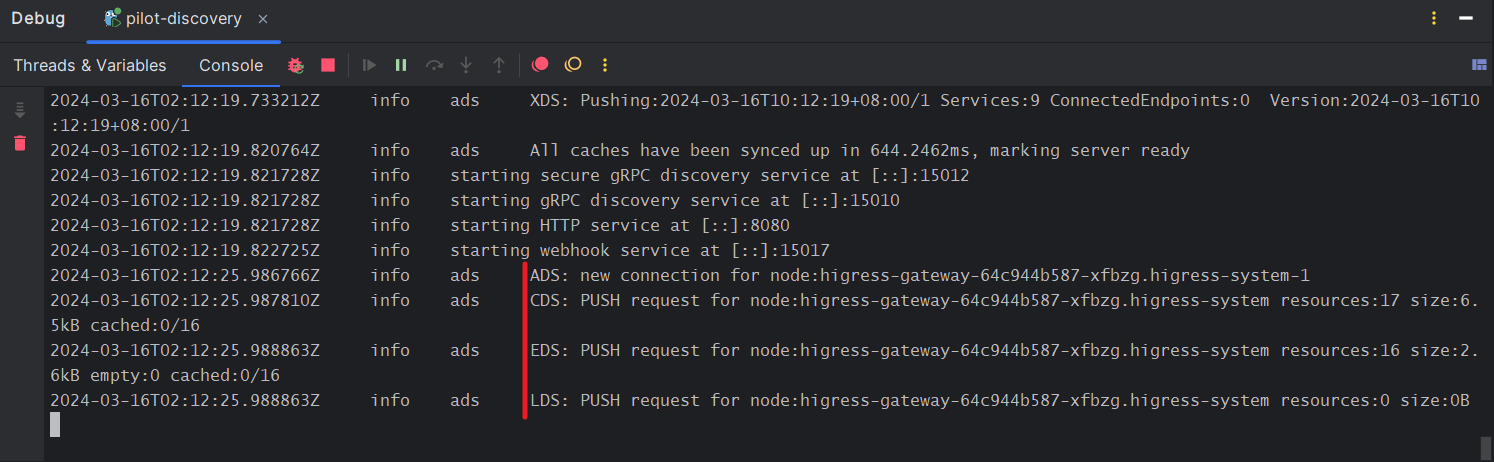 Debug pilot-discovery
Threads & Variables Console
2024-03-16T02:12:19.733212Z info ads XDS: Pushing:2024-03-16T10:12:19+08:00/1 Services:9 ConnectedEndpoints:0 Version:2024-03-16T10
:12:19+08:00/1
2024-03-16T02:12:19.820764Z info ads All caches have been synced up in 644.2462ms, marking server ready
2024-03-16T02:12:19.821728Z info starting secure gRPC discovery service at [::]:15012
2024-03-16T02:12:19.821728Z info starting gRPC discovery service at [::]:15010
2024-03-16T02:12:19.821728Z info starting HTTP service at [::]:8080
2024-03-16T02:12:19.822725Z info starting webhook service at [::]:15017
2024-03-16T02:12:25.986766Z info ads ADS: new connection for node:higress-gateway-64c944b587-xfbzg.higress-system-1
2024-03-16T02:12:25.987810Z info ads CDS: PUSH request for node:higress-gateway-64c944b587-xfbzg.higress-system resources:17 size:6.
5kB cached:0/16
2024-03-16T02:12:25.988863Z info ads EDS: PUSH request for node:higress-gateway-64c944b587-xfbzg.higress-system resources:16 size:2.
6kB empty:0 cached:0/16
2024-03-16T02:12:25.988863Z info ads LDS: PUSH request for node:higress-gateway-64c944b587-xfbzg.higress-system resources:0 size:0B